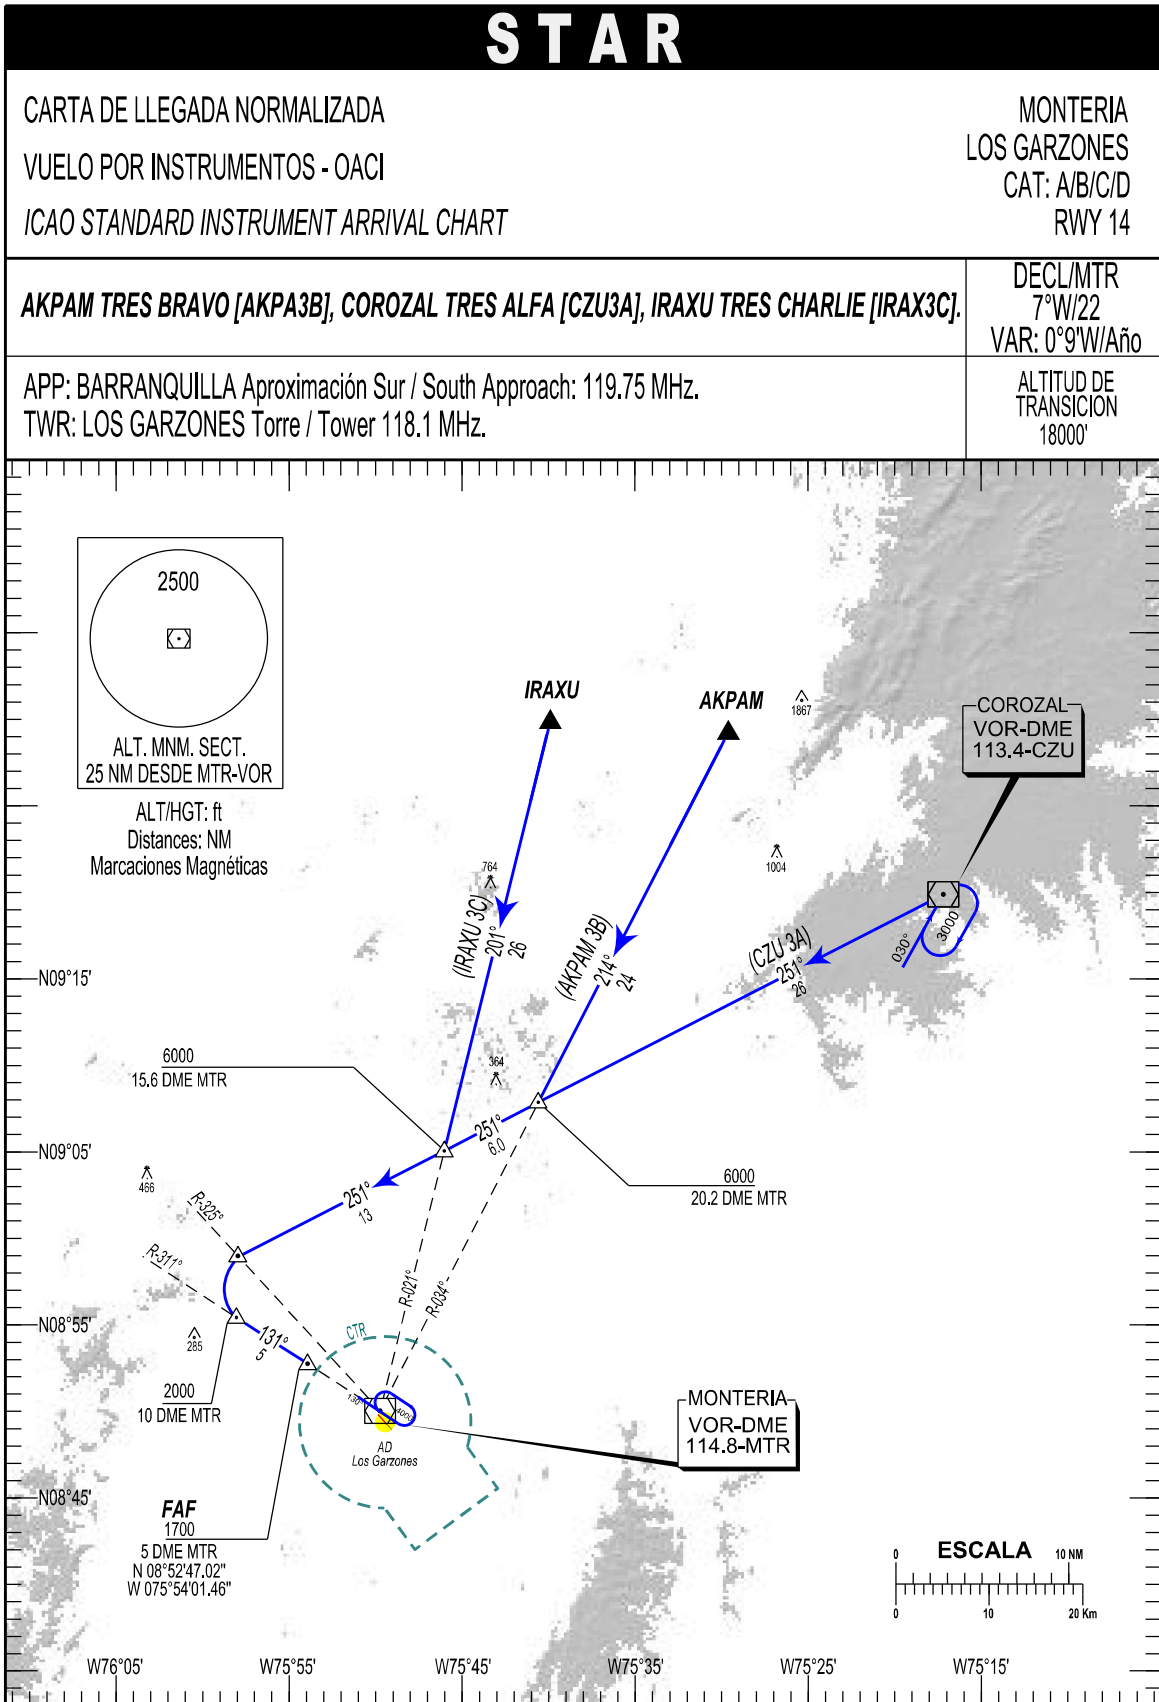 STAR
CARTA DE LLEGADA NORMALIZADA
VUELO POR INSTRUMENTOS - OACI
ICAO STANDARD INSTRUMENT ARRIVAL CHART
MONTERIA
LOS GARZONES
CAT: A/B/C/D
RWY 14
AKPAM TRES BRAVO [AKPA3B], COROZAL TRES ALFA [CZU3A], IRAXU TRES CHARLIE [IRAX3C].
DECL/MTR
7°W/22
VAR: 0°9'W/Año
APP: BARRANQUILLA Aproximación Sur / South Approach: 119.75 MHz.
TWR: LOS GARZONES Torre / Tower 118.1 MHz.
ALTITUD DE
TRANSICION
18000'
2500
ALT. MNM. SECT.
25 NM DESDE MTR-VOR
ALT/HGT: ft
Distances: NM
Marcaciones Magnéticas
IRAXU
AKPAM
1867
COROZAL
VOR-DME
113.4-CZU
764
1004
(IRAXU 3C)
201°
26
(AKPAM 3B)
214°
24
(CZU 3A)
251°
26
030°
3000
N09°15'
6000
15.6 DME MTR
364
251°
6.0
N09°05'
466
6000
20.2 DME MTR
251°
13
R-325°
R-311°
R-021°
R-034°
N08°55'
285
131°
5
CTR
2000
10 DME MTR
130°
4000
AD
Los Garzones
MONTERIA
VOR-DME
114.8-MTR
N08°45'
FAF
1700
5 DME MTR
N 08°52'47.02"
W 075°54'01.46"
ESCALA
0
10 NM
0
10
20 Km
W76°05'
W75°55'
W75°45'
W75°35'
W75°25'
W75°15'